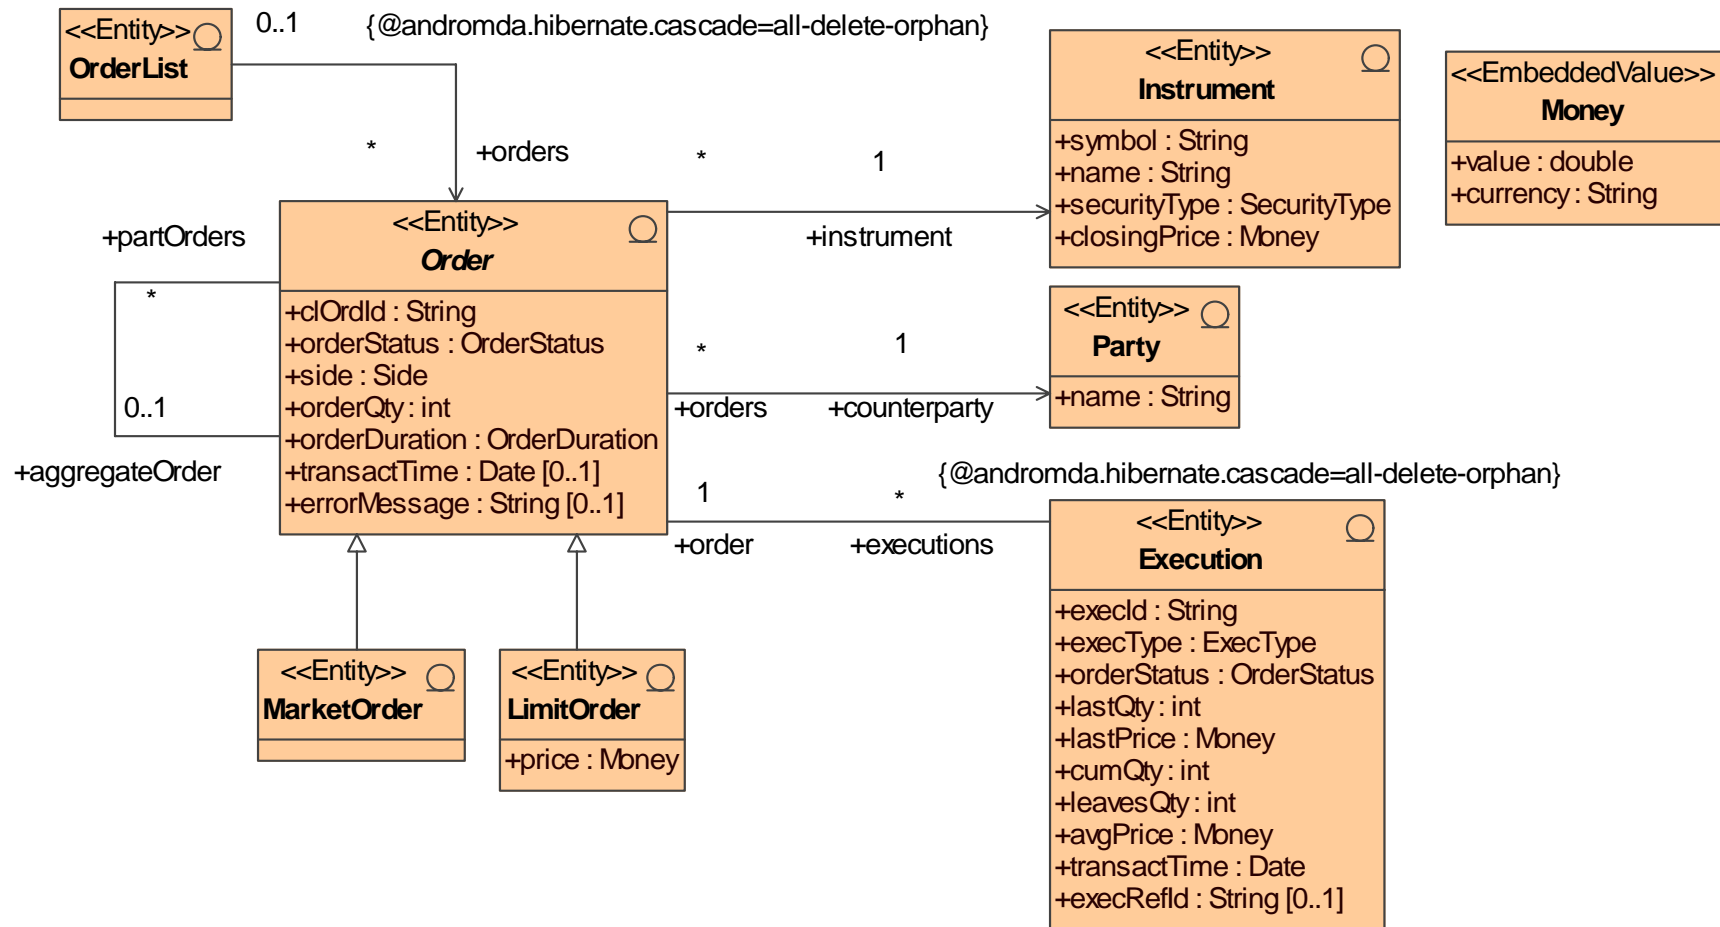 <<Entity>>
OrderList
0..1
{@andromda.hibernate.cascade=all-delete-orphan}
*
+orders
<<Entity>>
Instrument
+symbol : String
+name : String
+securityType : SecurityType
+closingPrice : Money
<<EmbeddedValue>>
Money
+value : double
+currency : String
*
1
+instrument
+partOrders
*
0..1
+aggregateOrder
<<Entity>>
Order
+clOrdId : String
+orderStatus : OrderStatus
+side : Side
+orderQty : int
+orderDuration : OrderDuration
+transactTime : Date [0..1]
+errorMessage : String [0..1]
*
1
+orders
+counterparty
<<Entity>>
Party
+name : String
{@andromda.hibernate.cascade=all-delete-orphan}
1
*
+order
+executions
<<Entity>>
Execution
+execId : String
+execType : ExecType
+orderStatus : OrderStatus
+lastQty : int
+lastPrice : Money
+cumQty : int
+leavesQty : int
+avgPrice : Money
+transactTime : Date
+execRefId : String [0..1]
<<Entity>>
MarketOrder
<<Entity>>
LimitOrder
+price : Money